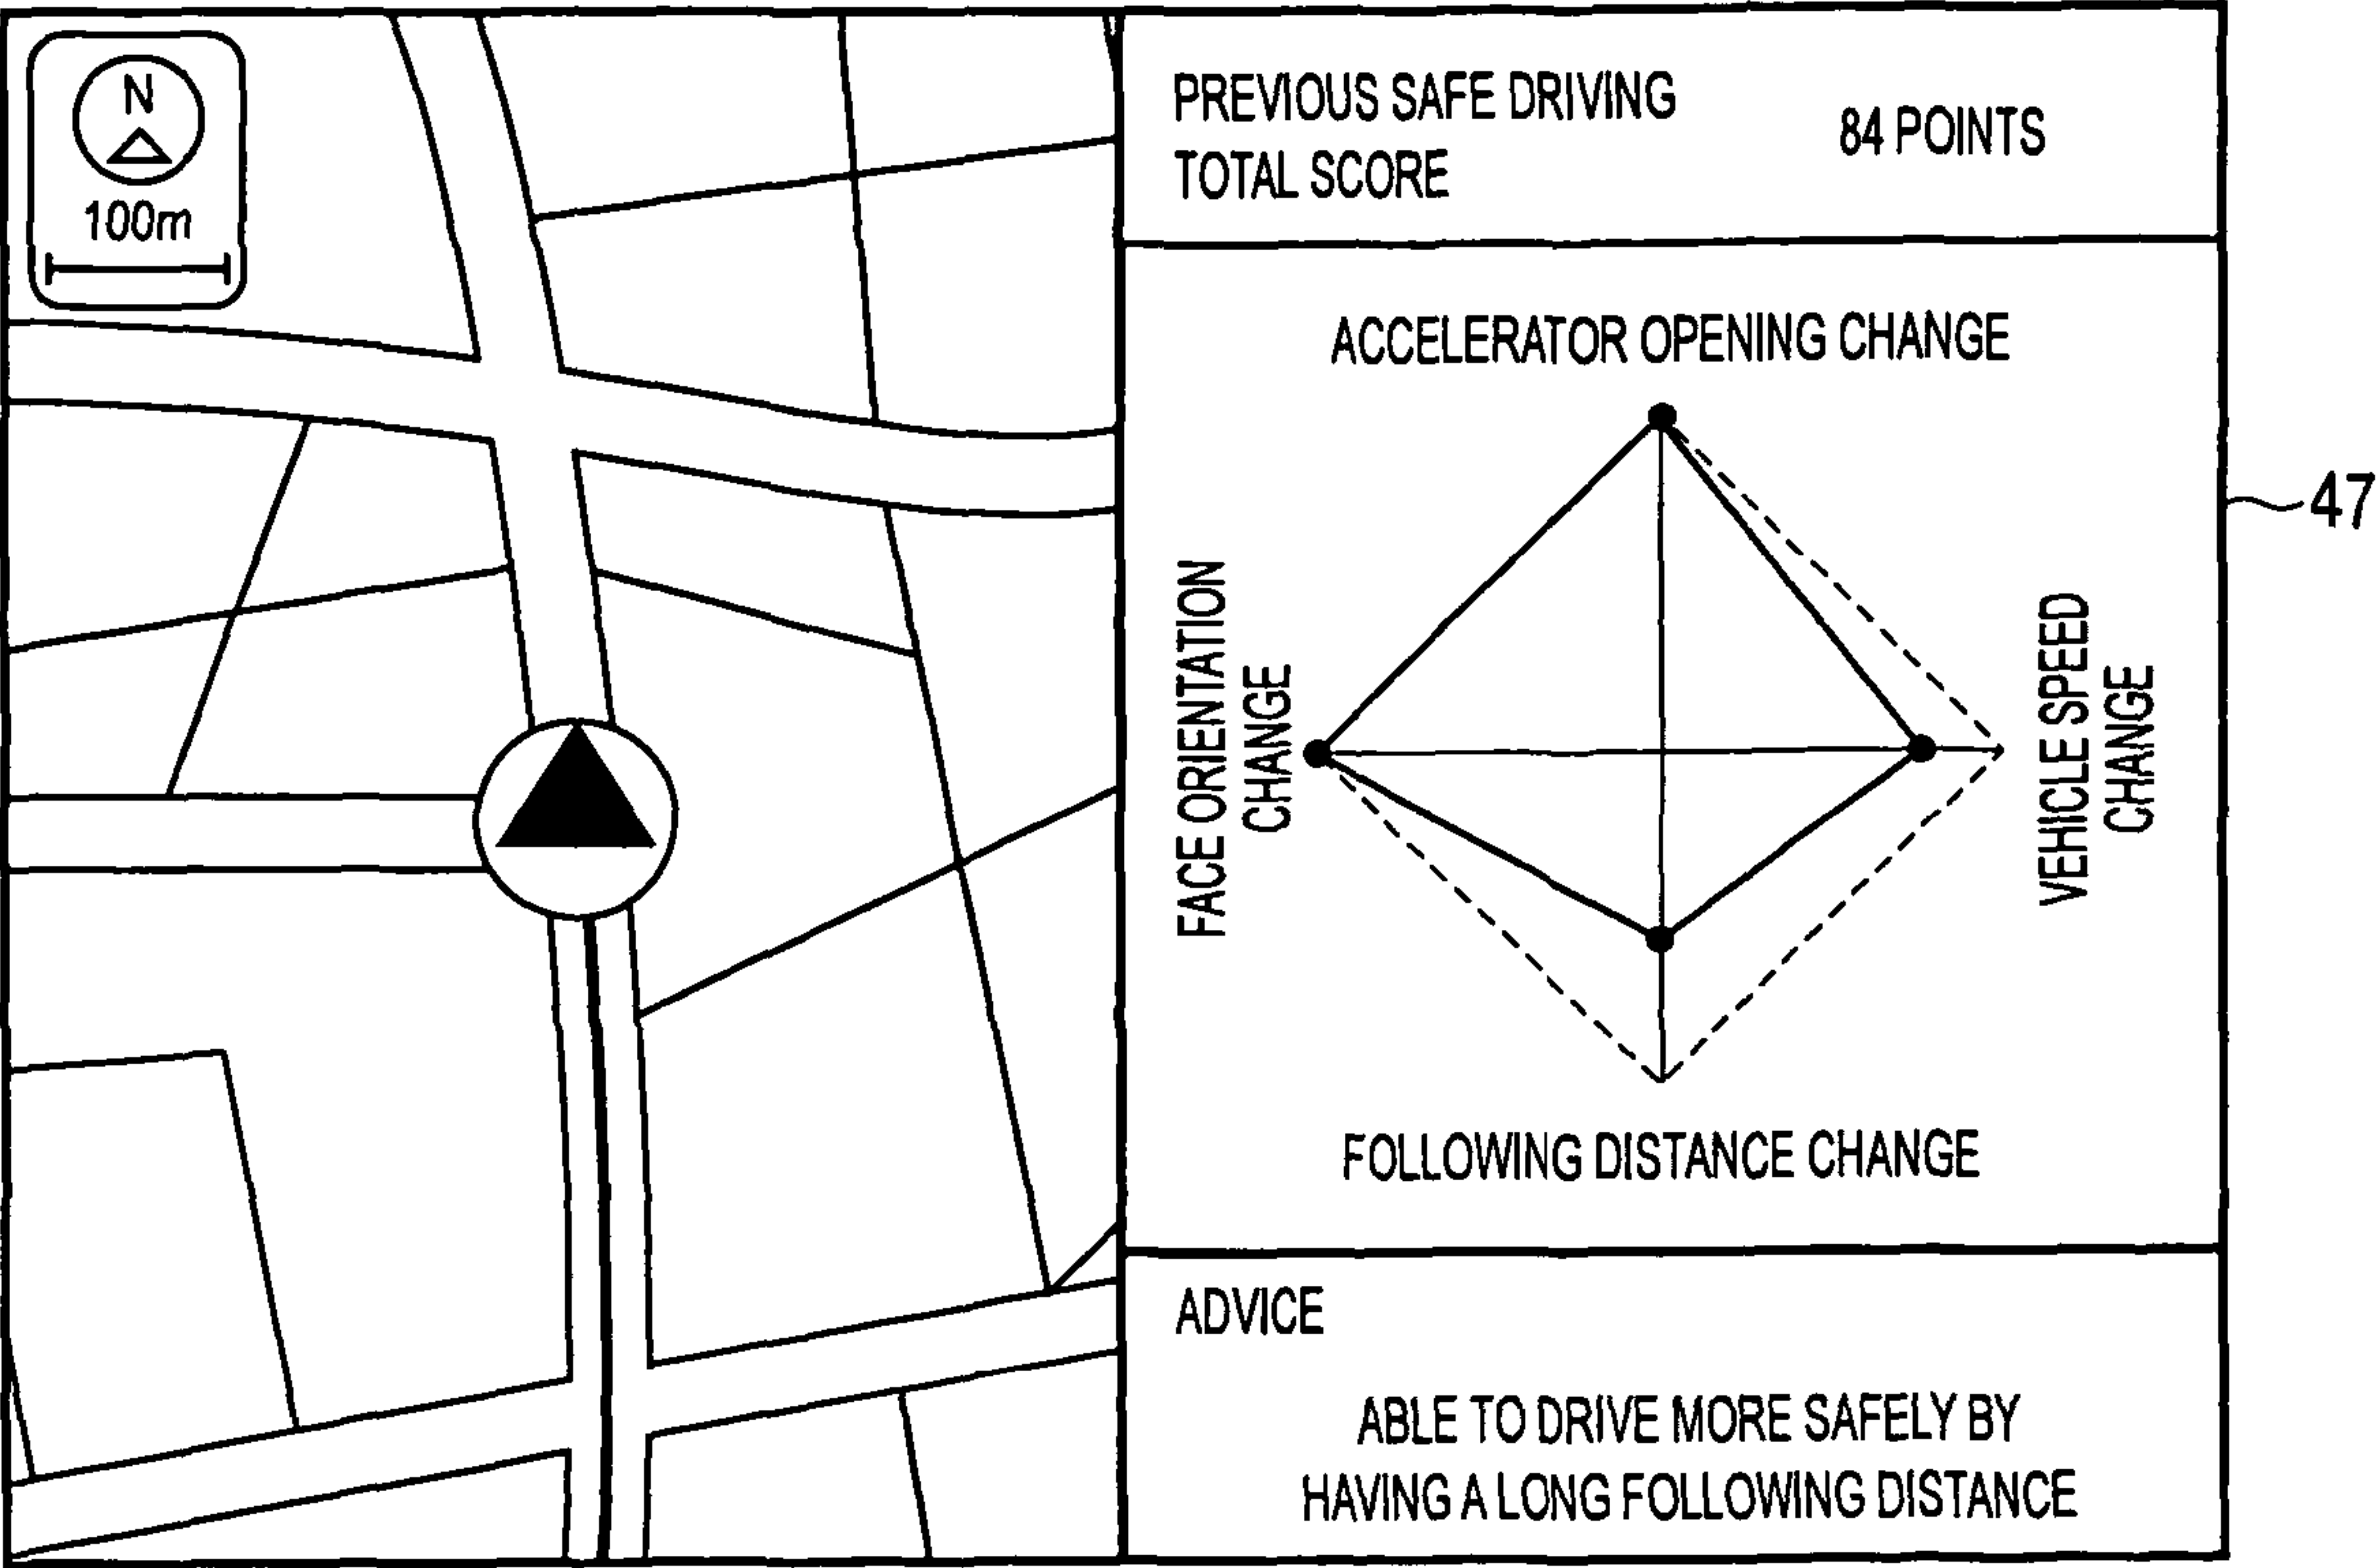 N
100m
PREVIOUS SAFE DRIVING
TOTAL SCORE
84 POINTS
ACCELERATOR OPENING CHANGE
FACE ORIENTATION
CHANGE
VEHICLE SPEED
CHANGE
FOLLOWING DISTANCE CHANGE
47
ADVICE
ABLE TO DRIVE MORE SAFELY BY
HAVING A LONG FOLLOWING DISTANCE